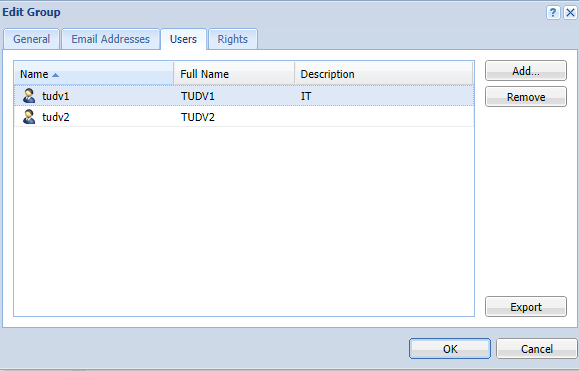 Edit Group
?
General Email Addresses Users Rights
Name Full Name Description Add...
tudv1 TUDV1 IT Remove
tudv2 TUDV2
Export
OK Cancel